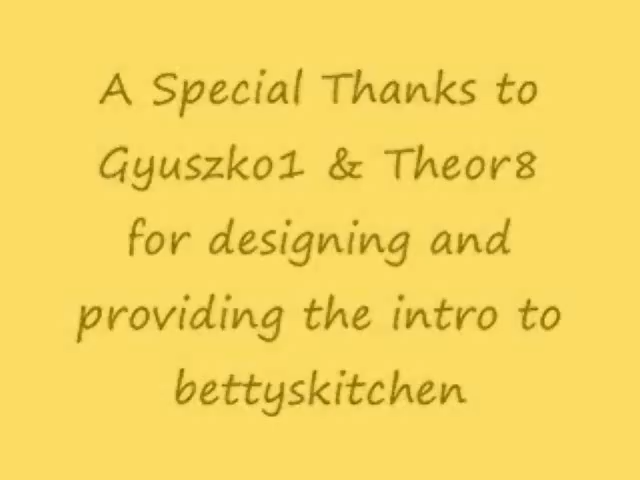 A Special Thanks to
Gyuszko1 & Theor8
for designing and
providing the intro to
bettyskitchen